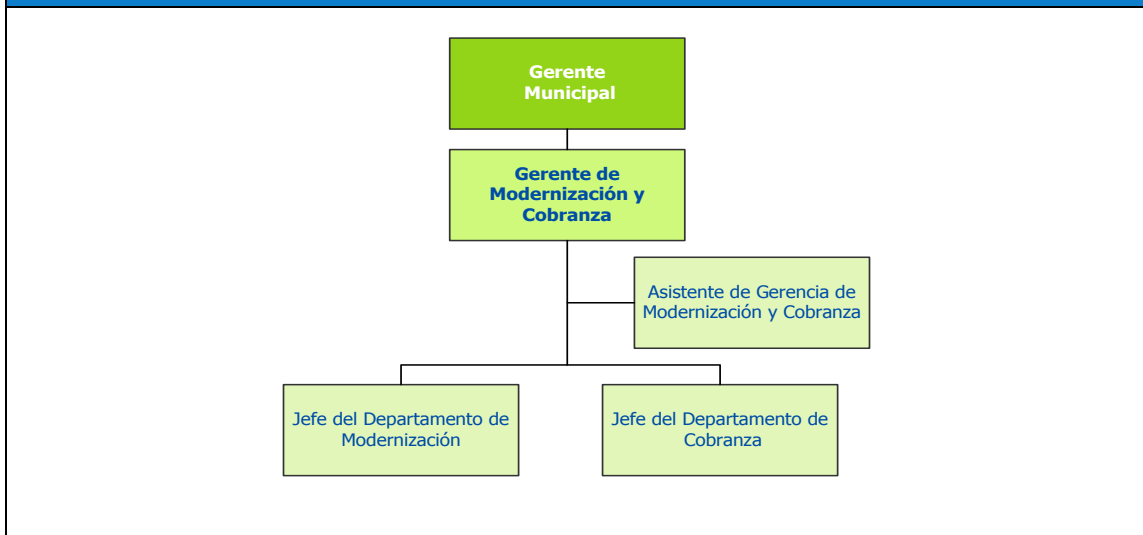 Gerente
Municipal
Gerente de
Modernización y
Cobranza
Asistente de Gerencia de
Modernización y Cobranza
Jefe del Departamento de
Modernización
Jefe del Departamento de
Cobranza